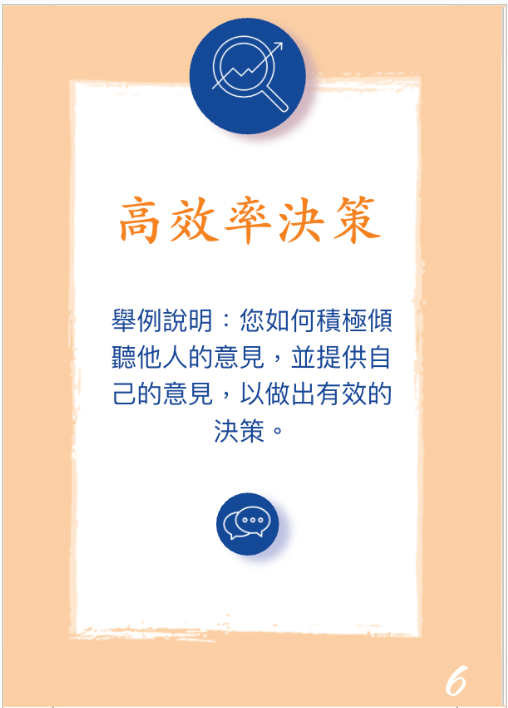 高效率決策
舉例說明：您如何積極傾
聽他人的意見，並提供自
己的意見，以做出有效的
決策。
6